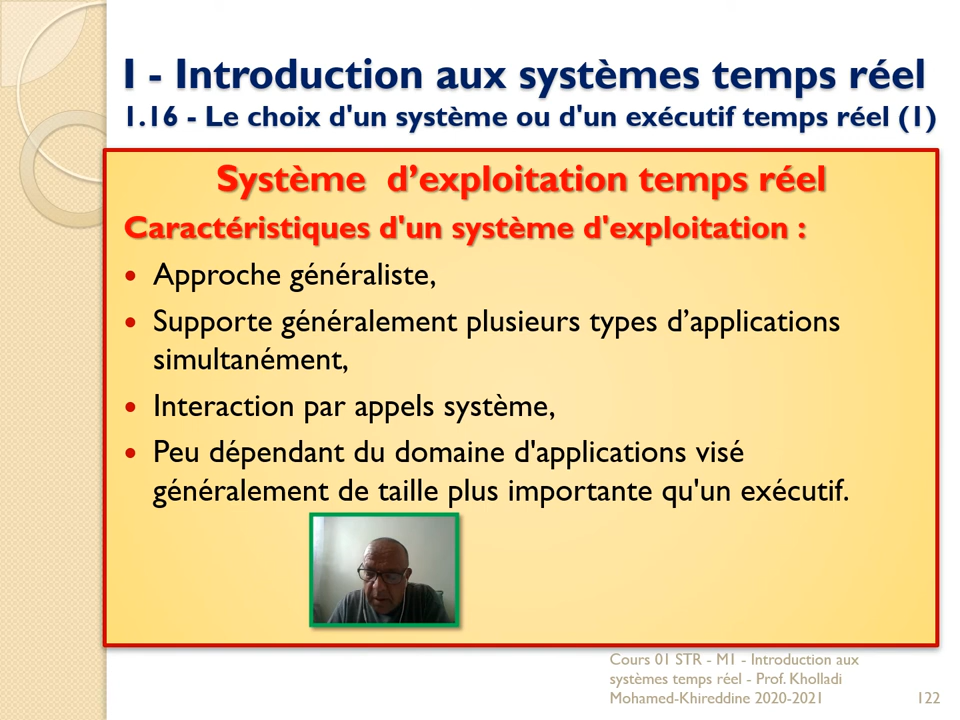 I - Introduction aux systèmes temps réel
1.16 - Le choix d'un système ou d'un exécutif temps réel (1)
Système d’exploitation temps réel
Caractéristiques d'un système d'exploitation :
• Approche généraliste,
• Supporte généralement plusieurs types d’applications
simultanément,
• Interaction par appels système,
• Peu dépendant du domaine d'applications visé
généralement de taille plus importante qu'un exécutif.
Cours 01 STR - M1 - Introduction aux
systèmes temps réel - Prof. Kholladi
Mohamed-Khireddine 2020-2021
122